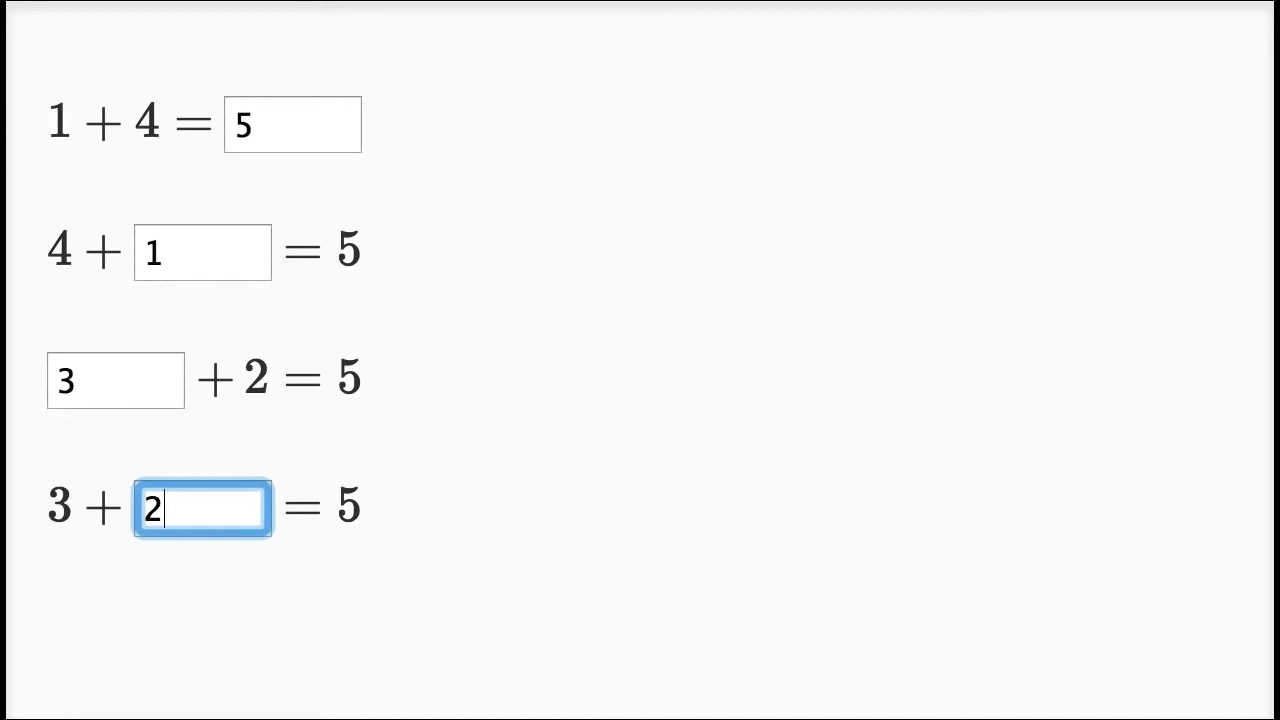 1 + 4 = 5
4 + 1 = 5
3 + 2 = 5
3 + 2 = 5